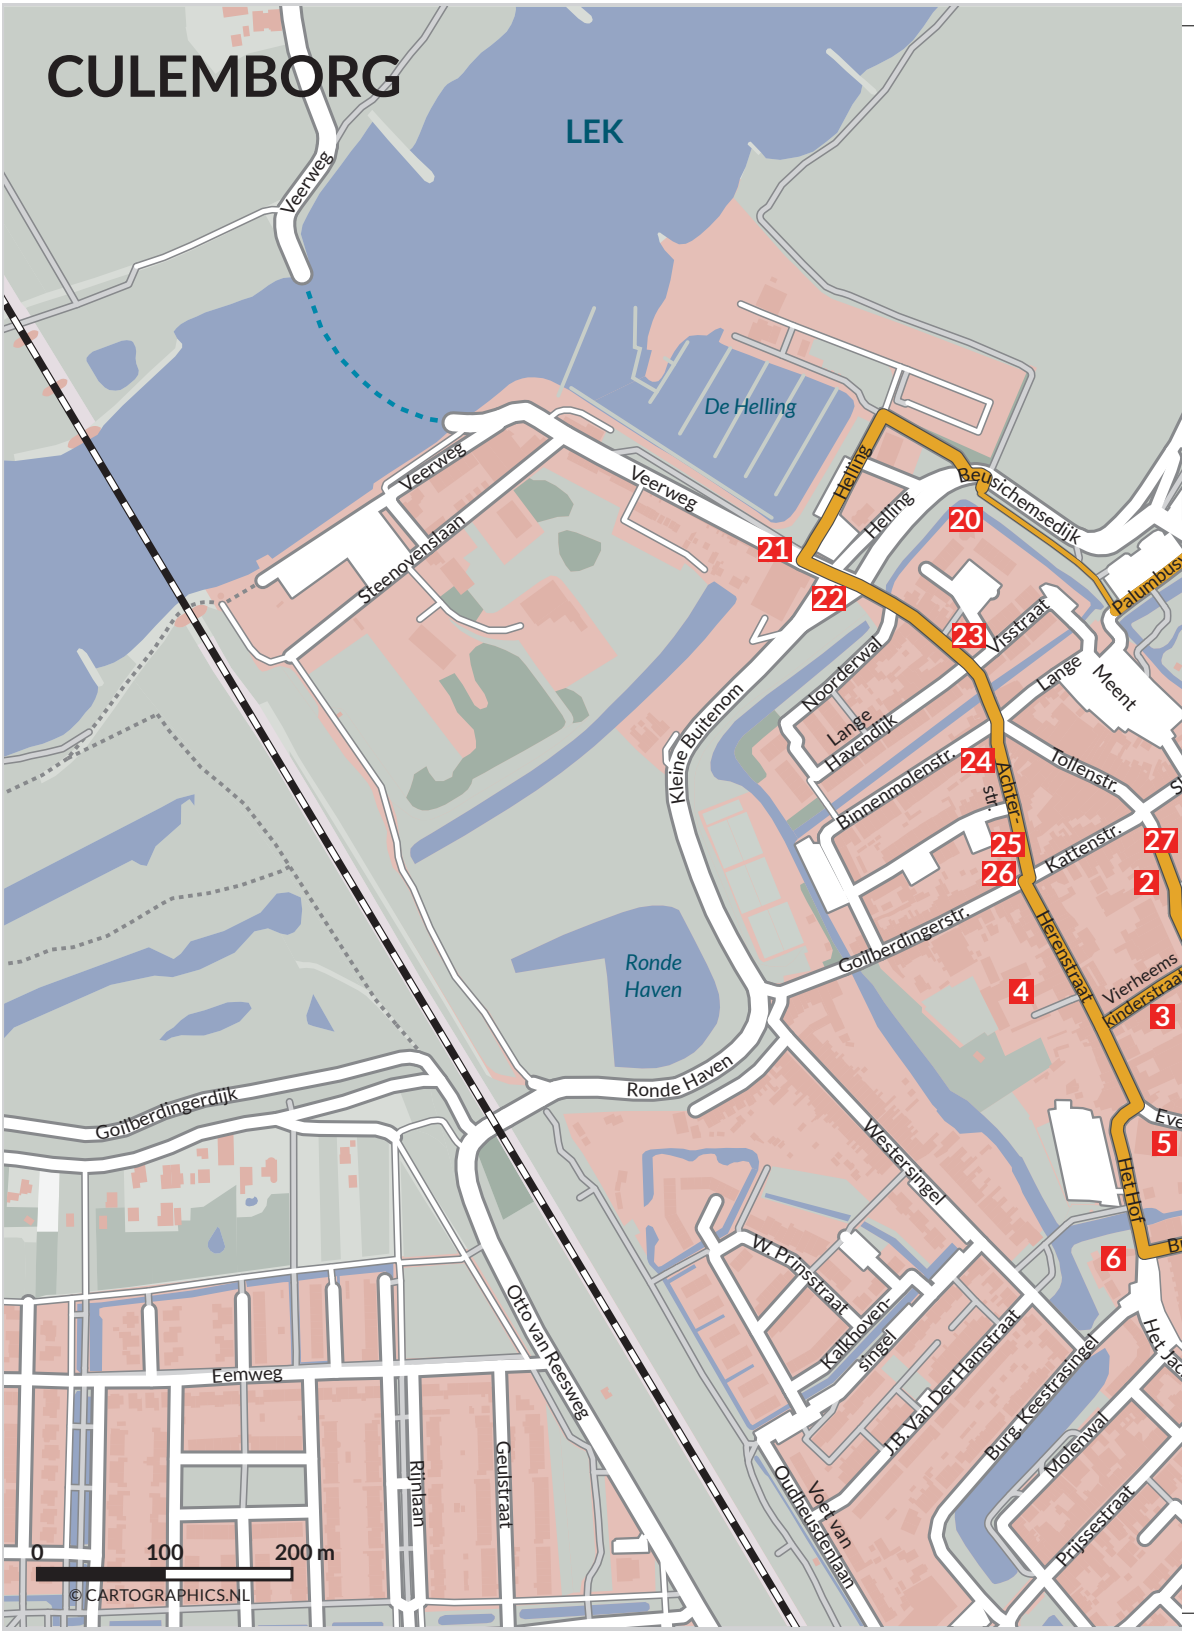 CULEMBORG
LEK
Veerweg
De Helling
Veerweg
Veerweg
Helling
Helling
Beusichemsedijk
20
21
22
Palumbus
Steenovenslaan
23
Visstraat
Noorderwal
Lange
Meent
Lange
Havendijk
Kleine Buitenom
24
Binnenmolenstr.
Achter-
str.
Tollenstr.
25
26
27
Kattenstr.
2
Goilberdingerstr.
Herenstraat
Ronde
Haven
4
Vierheems
kinderstraat
3
Ronde Haven
Goilberdingerdijk
Westersingel
Eve
5
Het Hof
6
W. Prinsstraat
Otto van Reesweg
Kalkhoven-
singel
J.B. Van Der Hamstraat
Burg. Keestrasingel
Het Jac
Eemweg
Molenwal
Rijnlaan
Geulstraat
Voet van
Oudheusdenlaan
Prijssestraat
0 100 200 m
© CARTOGRAPHICS.NL